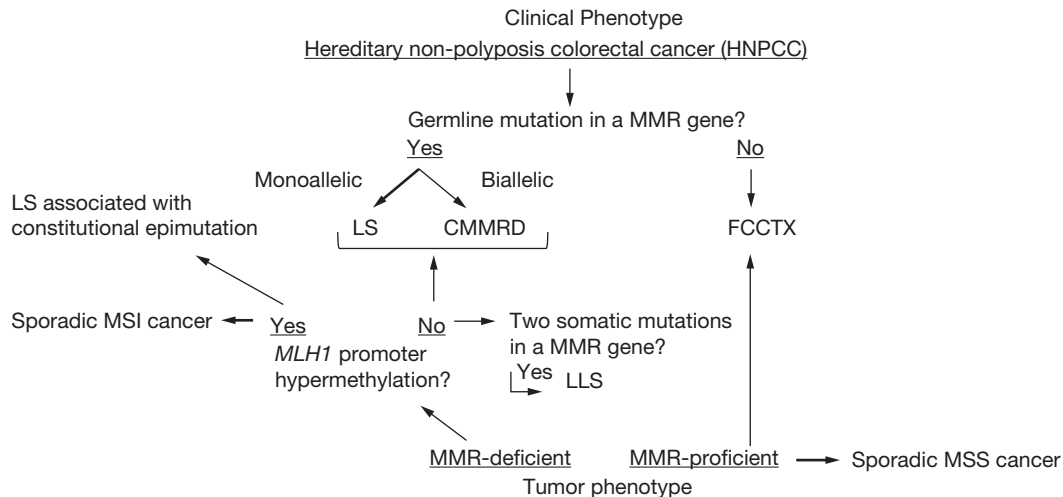 Clinical Phenotype
Hereditary non-polyposis colorectal cancer (HNPCC)
Germline mutation in a MMR gene?
Yes
No
Monoallelic
Biallelic
LS associated with
constitutional epimutation
LS
CMMRD
FCCTX
Sporadic MSI cancer
Yes
No
Two somatic mutations
in a MMR gene?
MLH1 promoter
hypermethylation?
Yes
LLS
MMR-deficient
MMR-proficient
Sporadic MSS cancer
Tumor phenotype